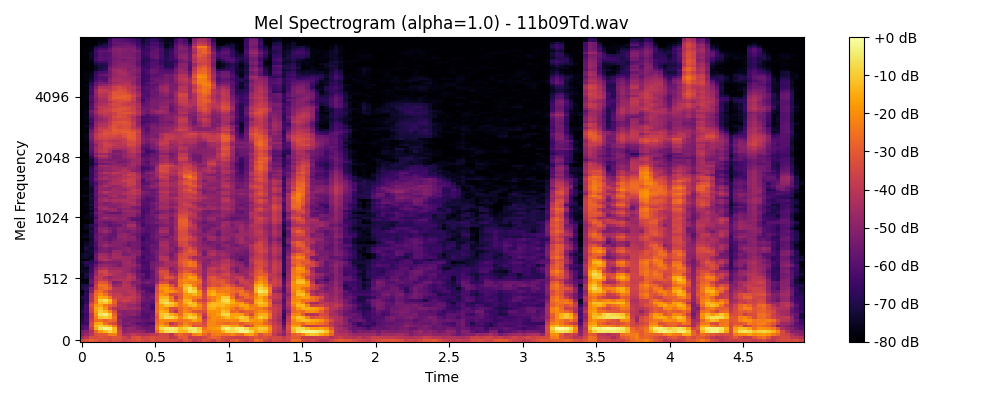 Mel Spectrogram (alpha=1.0) - 11b09Td.wav
Mel Frequency
4096
2048
1024
512
0
0
0.5
1
1.5
2
2.5
3
3.5
4
4.5
Time
+0 dB
-10 dB
-20 dB
-30 dB
-40 dB
-50 dB
-60 dB
-70 dB
-80 dB